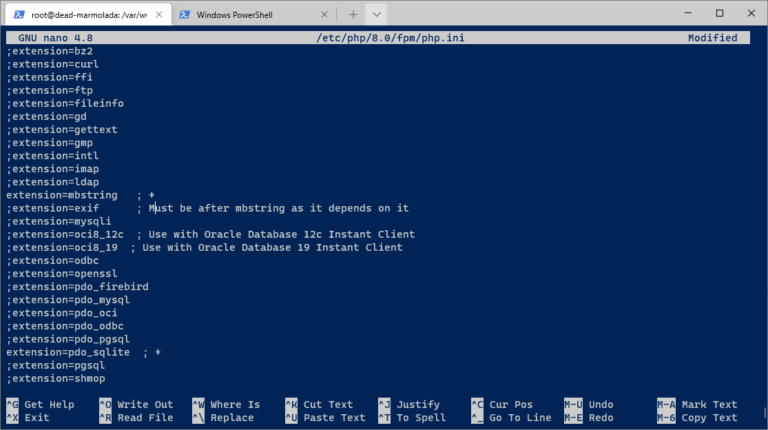 root@dead-marmolada: /var/w
Windows PowerShell
GNU nano 4.8 /etc/php/8.0/fpm/php.ini Modified
;extension=bz2
;extension=curl
;extension=ffi
;extension=ftp
;extension=fileinfo
;extension=gd
;extension=gettext
;extension=gmp
;extension=intl
;extension=imap
;extension=ldap
extension=mbstring ; +
;extension=exif ; Must be after mbstring as it depends on it
;extension=mysqli
;extension=oci8_12c ; Use with Oracle Database 12c Instant Client
;extension=oci8_19 ; Use with Oracle Database 19 Instant Client
;extension=odbc
;extension=openssl
;extension=pdo_firebird
;extension=pdo_mysql
;extension=pdo_oci
;extension=pdo_odbc
;extension=pdo_pgsql
extension=pdo_sqlite ; +
;extension=pgsql
;extension=shmop
^G Get Help ^O Write Out ^W Where Is ^K Cut Text ^J Justify ^C Cur Pos M-U Undo M-A Mark Text
^X Exit ^R Read File ^\ Replace ^U Paste Text ^T To Spell ^_ Go To Line M-E Redo M-6 Copy Text